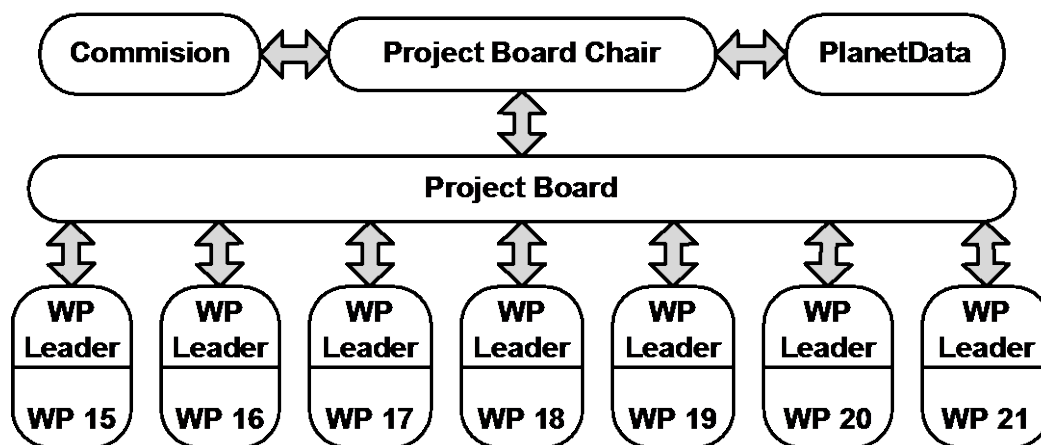 Commision
Project Board Chair
PlanetData
Project Board
WP
Leader
WP 15
WP
Leader
WP 16
WP
Leader
WP 17
WP
Leader
WP 18
WP
Leader
WP 19
WP
Leader
WP 20
WP
Leader
WP 21